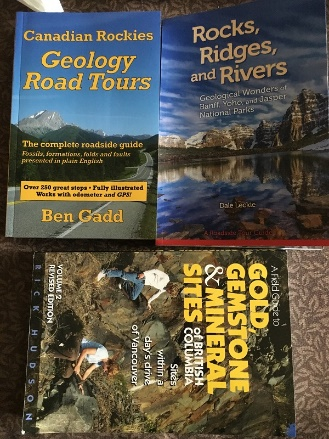 Canadian Rockies
Geology
Road Tours
The complete roadside guide
Fossils, formations, folds and faults
presented in plain English
Over 250 great stops • Fully illustrated
Works with odometer and GPS!
Ben Gadd
Rocks,
Ridges,
and Rivers
Geological Wonders of
Banff, Yoho, and Jasper
National Parks
Dale Leckie
A Roadside Tour Guide
A Field Guide to
GOLD
GEMSTONE
& MINERAL
SITES
of BRITISH
COLUMBIA
Sites
within a
day's drive
of Vancouver
VOLUME 2
REVISED EDITION
RICK HUDSON